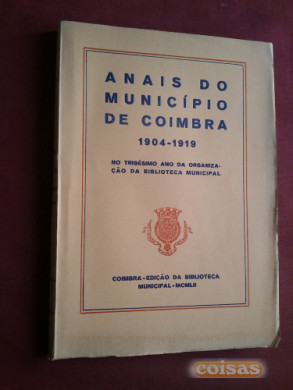 ANAIS DO
MUNICÍPIO
DE COIMBRA
1904-1919
NO TRIGÉSIMO ANO DA ORGANIZA-
ÇÃO DA BIBLIOTECA MUNICIPAL
COIMBRA-EDIÇÃO DA BIBLIOTECA
MUNICIPAL-MCMLII
coisas